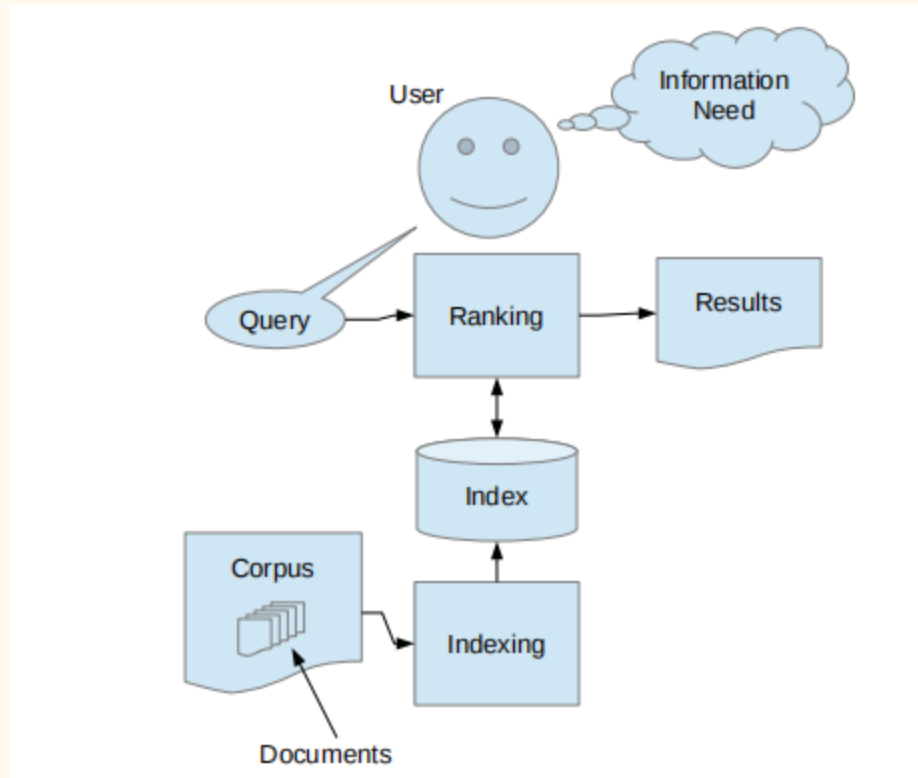 User
Information
Need
Query
Ranking
Results
Index
Corpus
Indexing
Documents